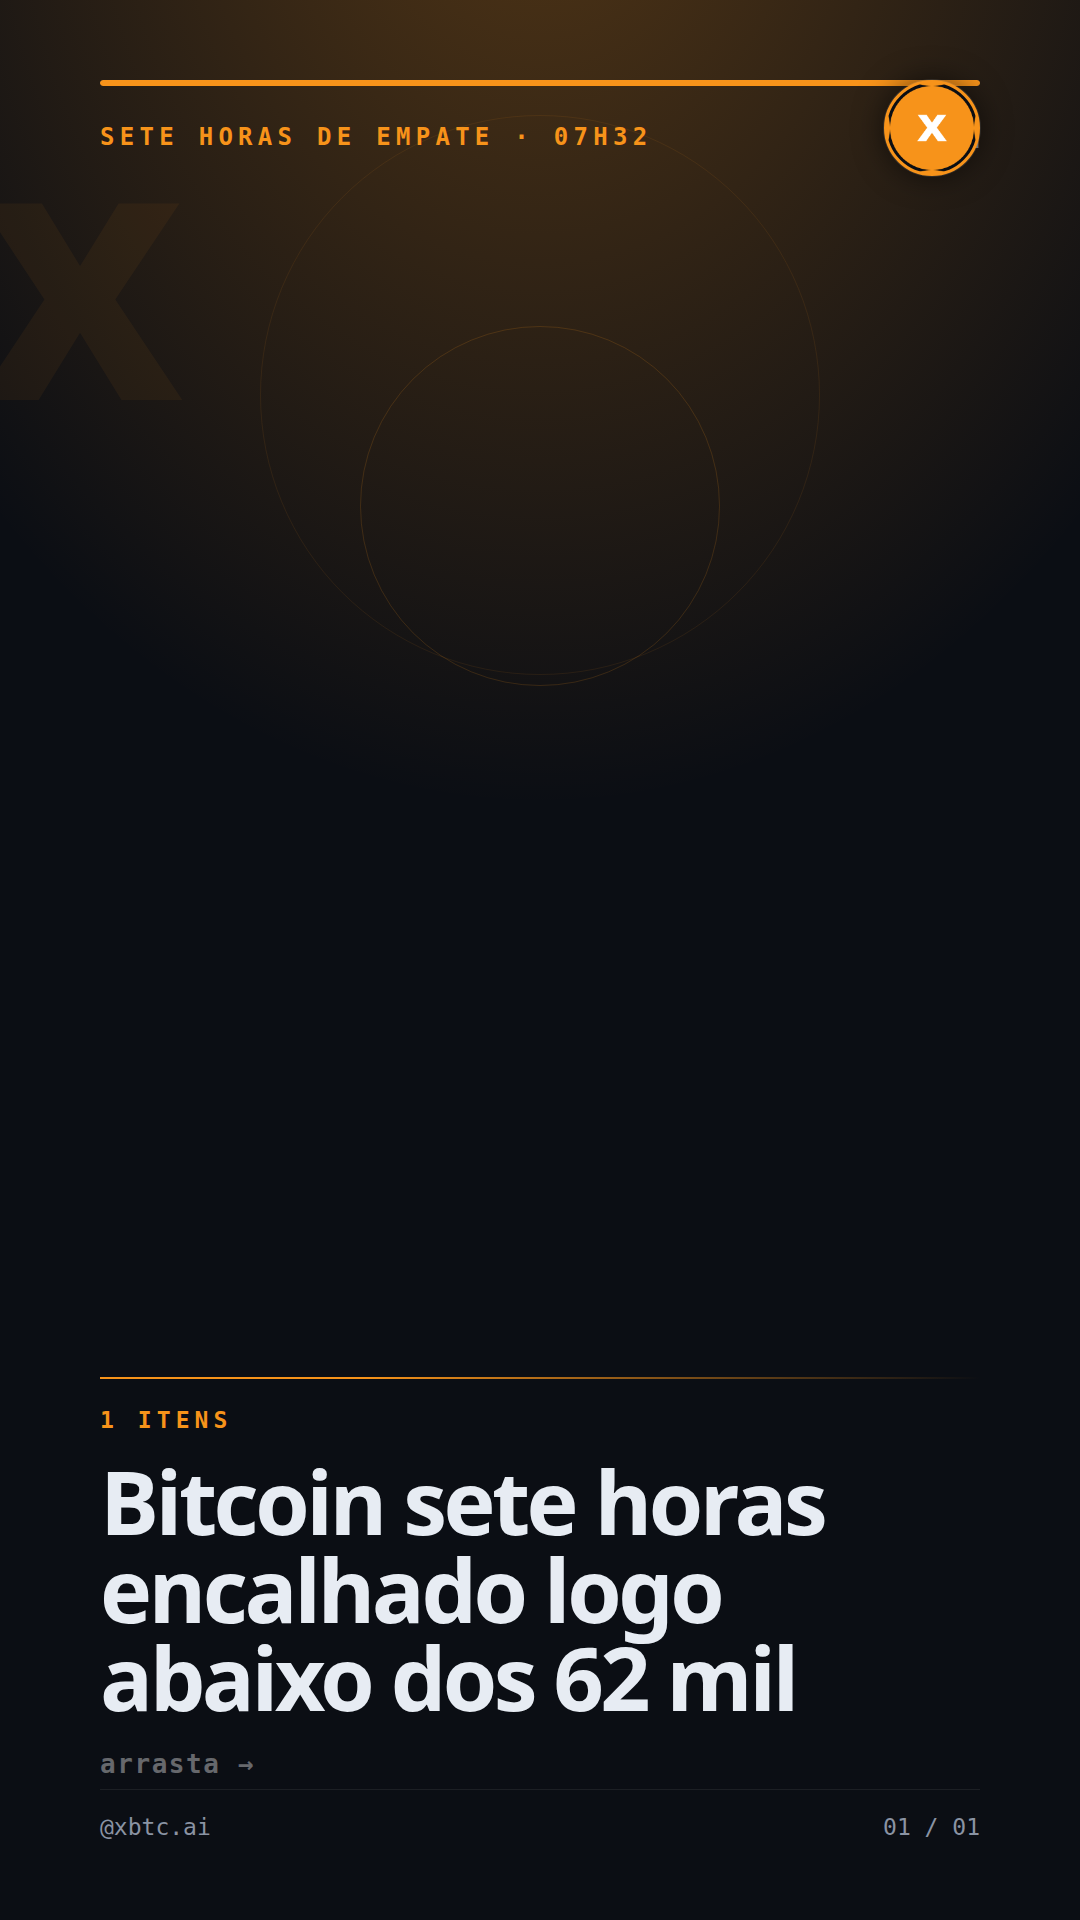 SETE HORAS DE EMPATE · 07H32
x
x
1 ITENS
Bitcoin sete horas
encalhado logo
abaixo dos 62 mil
arrasta →
@xbtc.ai
01 / 01